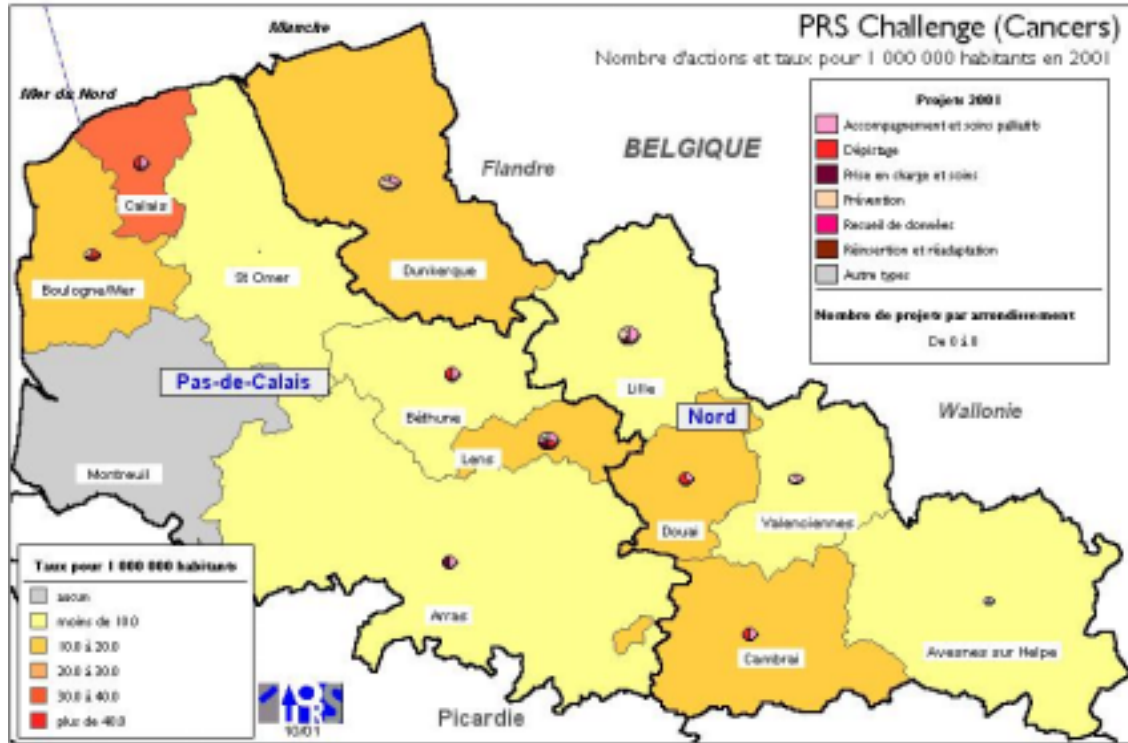 PRS Challenge (Cancers)
Nombre d'actions et taux pour 1 000 000 habitants en 2001
Manche
Mer du Nord
Flandre
BELGIQUE
Projets 2001
Accompagnement et soins palliatifs
Dépistage
Prise en charge et soins
Prévention
Recueil de données
Réinsertion et réadaptation
Autre types
Nombre de projets par arrondissement
De 0 à 8
Calais
St Omer
Dunkerque
Boulogne/Mer
Pas-de-Calais
Béthune
Lille
Nord
Wallonie
Montreuil
Lens
Douai
Valenciennes
Arras
Cambrai
Avesnes sur Helpe
Taux pour 1 000 000 habitants
aucun
moins de 10.0
10.0 à 20.0
20.0 à 30.0
30.0 à 40.0
plus de 40.0
10/01
Picardie